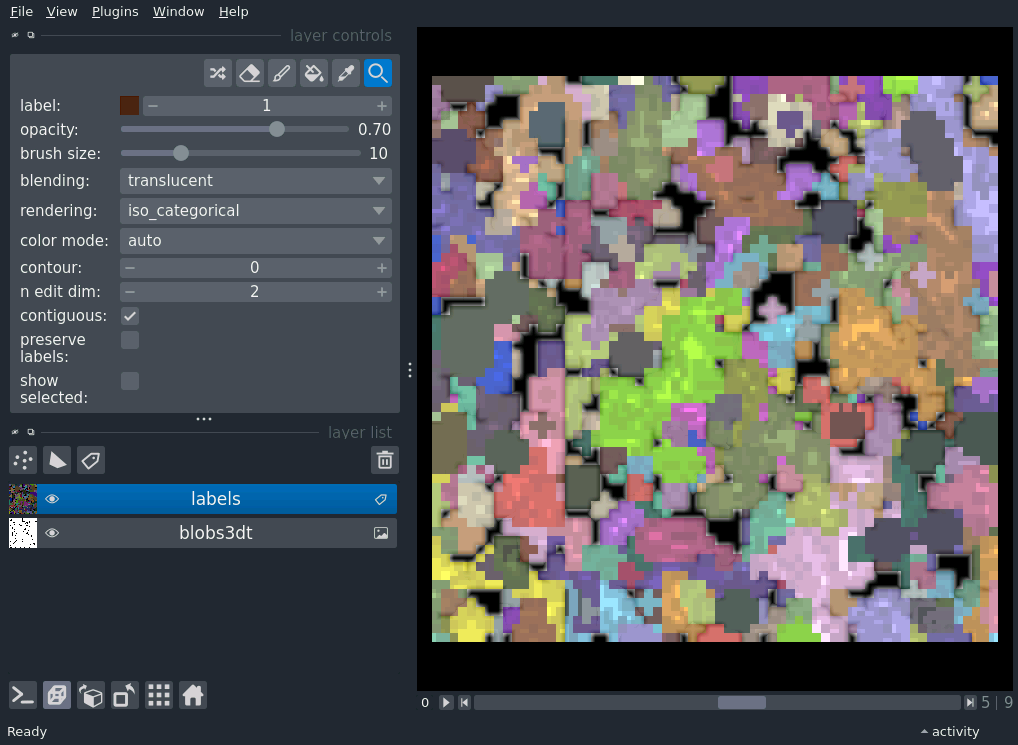 File View Plugins Window Help
layer controls
label: 1
opacity: 0.70
brush size: 10
blending: translucent
rendering: iso_categorical
color mode: auto
contour: 0
n edit dim: 2
contiguous:
preserve
labels:
show
selected:
layer list
labels
blobs3dt
0 5 | 9
Ready activity